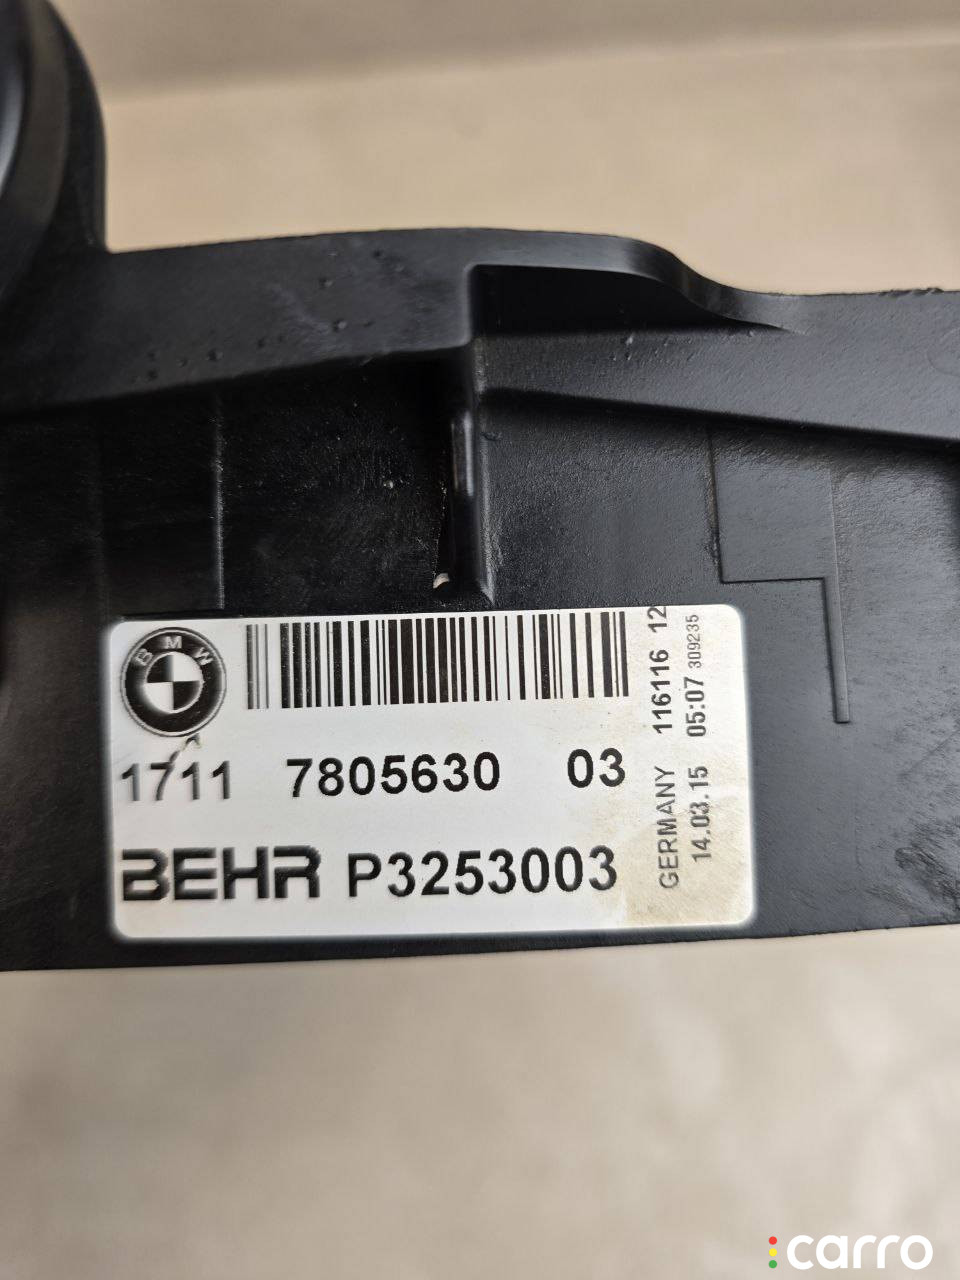 BMW
1711 7805630 03
BEHR P3253003
GERMANY 116116 12
14.03.15 05:07 309235
carro